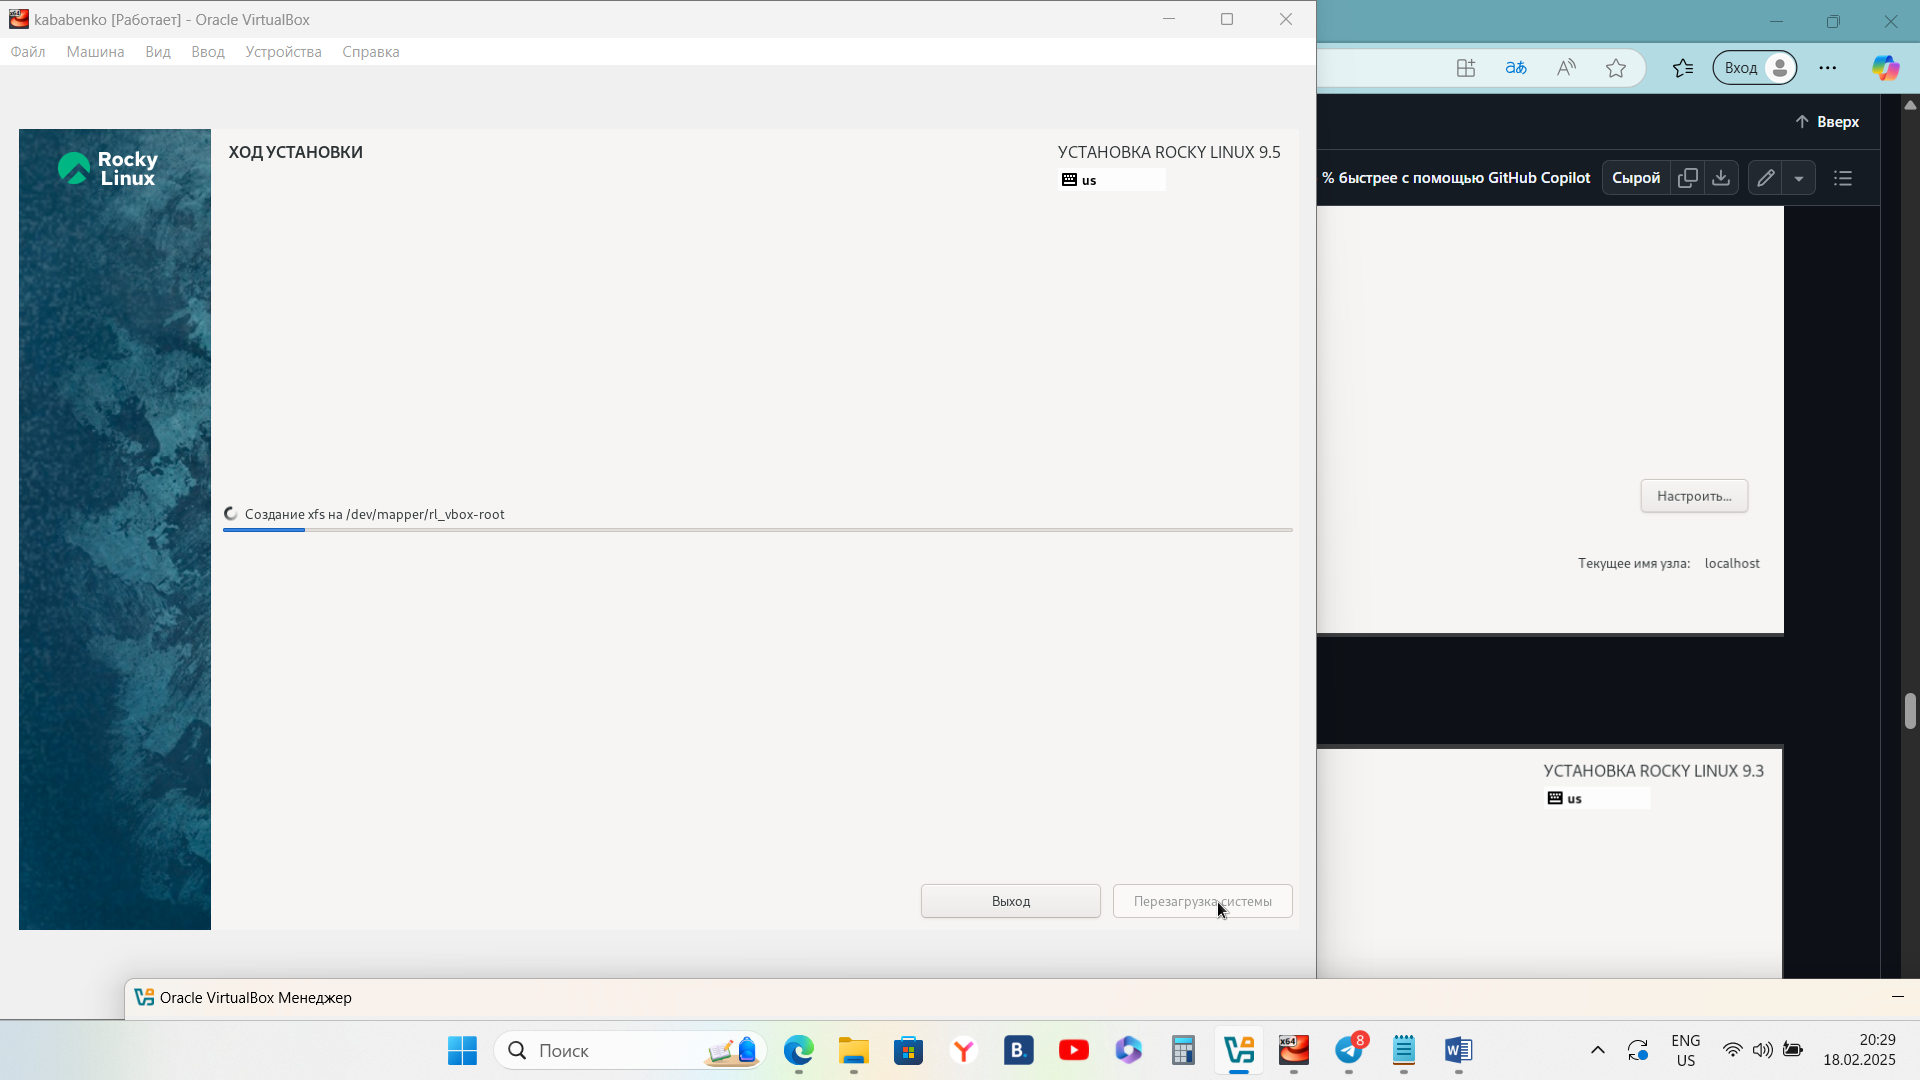 kababenko [Работает] - Oracle VirtualBox
Файл Машина Вид Ввод Устройства Справка
Rocky
Linux
ХОД УСТАНОВКИ
УСТАНОВКА ROCKY LINUX 9.5
us
Создание xfs на /dev/mapper/rl_vbox-root
Выход
Перезагрузка системы
aあ
A
Вход
Вверх
% быстрее с помощью GitHub Copilot
Сырой
Настроить...
Текущее имя узла: localhost
УСТАНОВКА ROCKY LINUX 9.3
us
Oracle VirtualBox Менеджер
Поиск
Y
B.
x64
8
W
ENG
US
20:29
18.02.2025